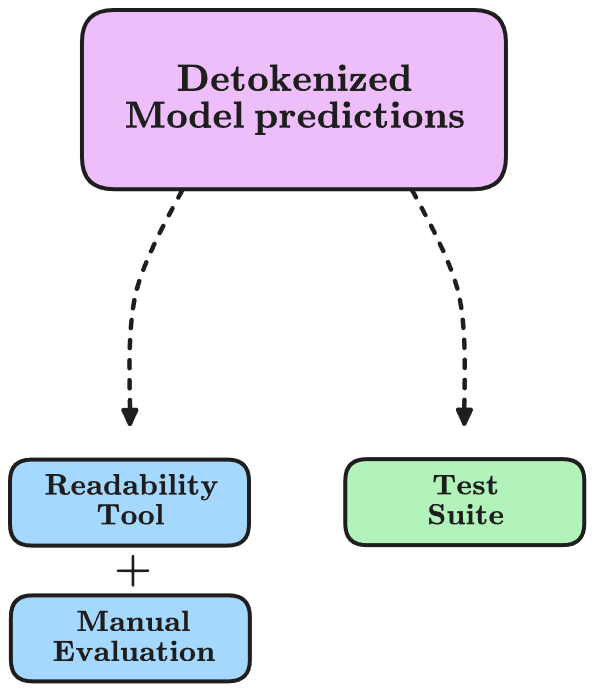 Detokenized
Model predictions
Readability
Tool
Test
Suite
+
Manual
Evaluation